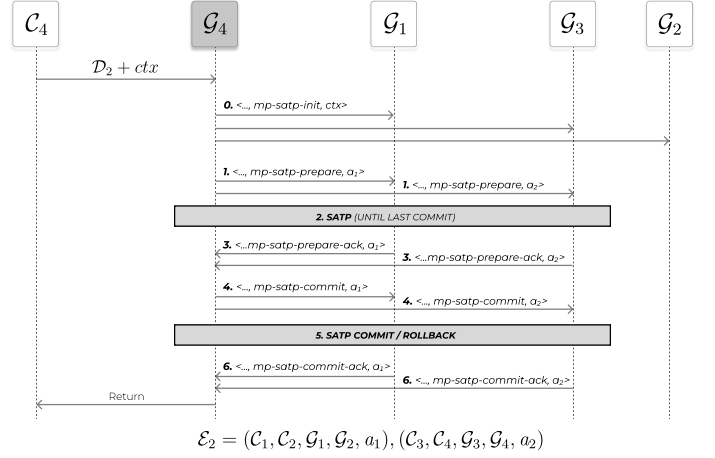 𝒞₄ 𝒢₄ 𝒢₁ 𝒢₃ 𝒢₂
𝒟₂ + ctx
0. <..., mp-satp-init, ctx>
1. <..., mp-satp-prepare, a₁>
1. <..., mp-satp-prepare, a₂>
2. SATP (UNTIL LAST COMMIT)
3. <...mp-satp-prepare-ack, a₁>
3. <...mp-satp-prepare-ack, a₂>
4. <..., mp-satp-commit, a₁>
4. <..., mp-satp-commit, a₂>
5. SATP COMMIT / ROLLBACK
6. <..., mp-satp-commit-ack, a₁>
6. <..., mp-satp-commit-ack, a₂>
Return
ℰ₂ = (𝒞₁, 𝒞₂, 𝒢₁, 𝒢₂, a₁), (𝒞₃, 𝒞₄, 𝒢₃, 𝒢₄, a₂)